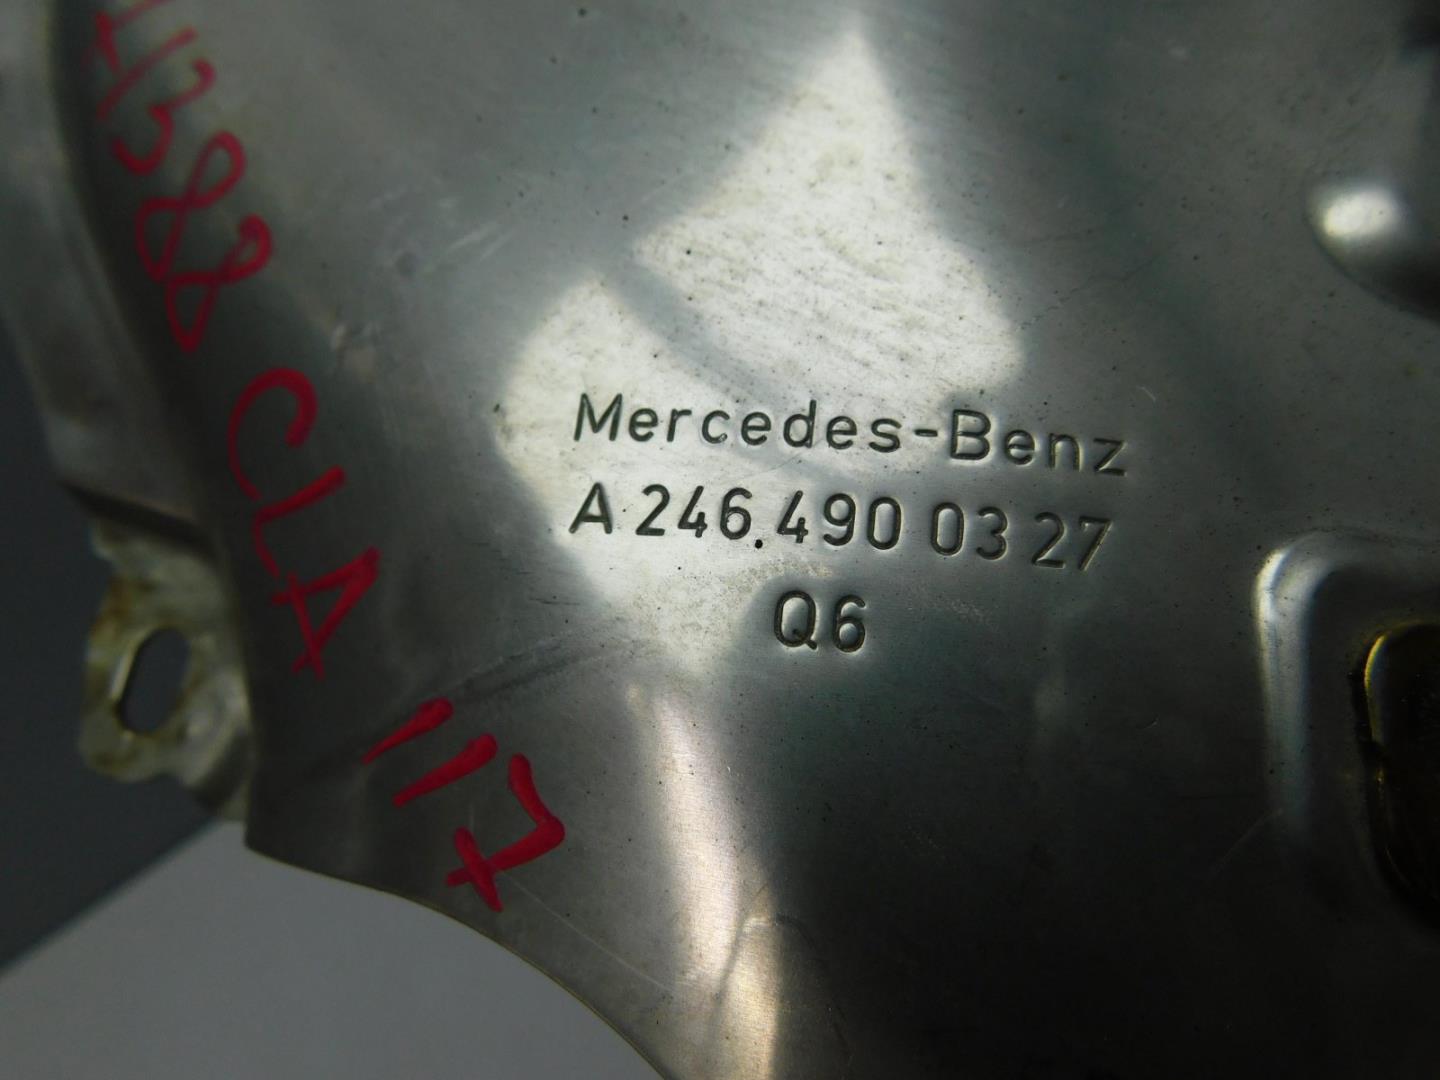 Mercedes-Benz
A 246.490 03 27
Q6
CLA 117